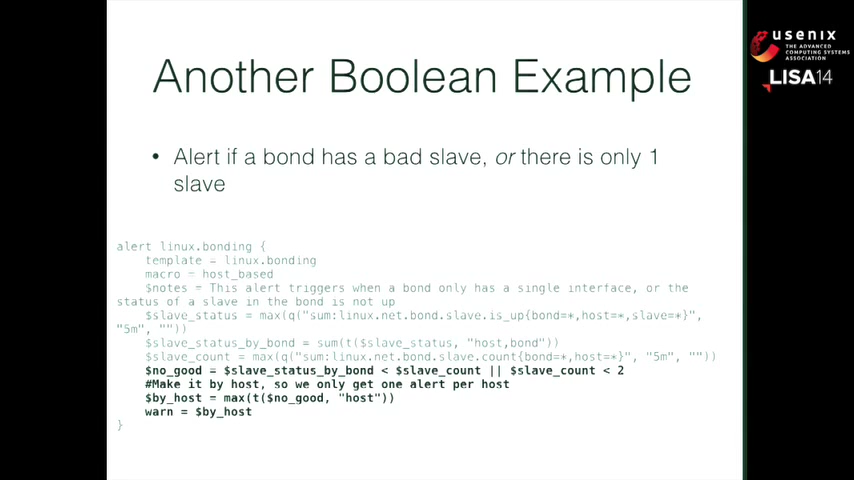 Another Boolean Example
• Alert if a bond has a bad slave, or there is only 1
slave
alert linux.bonding {
template = linux.bonding
macro = host_based
$notes = This alert triggers when a bond only has a single interface, or the
status of a slave in the bond is not up
$slave_status = max(q("sum:linux.net.bond.slave.is_up{bond=*,host=*,slave=*}",
"5m", ""))
$slave_status_by_bond = sum(t($slave_status, "host,bond"))
$slave_count = max(q("sum:linux.net.bond.slave.count{bond=*,host=*}", "5m", ""))
$no_good = $slave_status_by_bond < $slave_count || $slave_count < 2
#Make it by host, so we only get one alert per host
$by_host = max(t($no_good, "host"))
warn = $by_host
}
usenix
THE ADVANCED
COMPUTING SYSTEMS
ASSOCIATION
LISA14